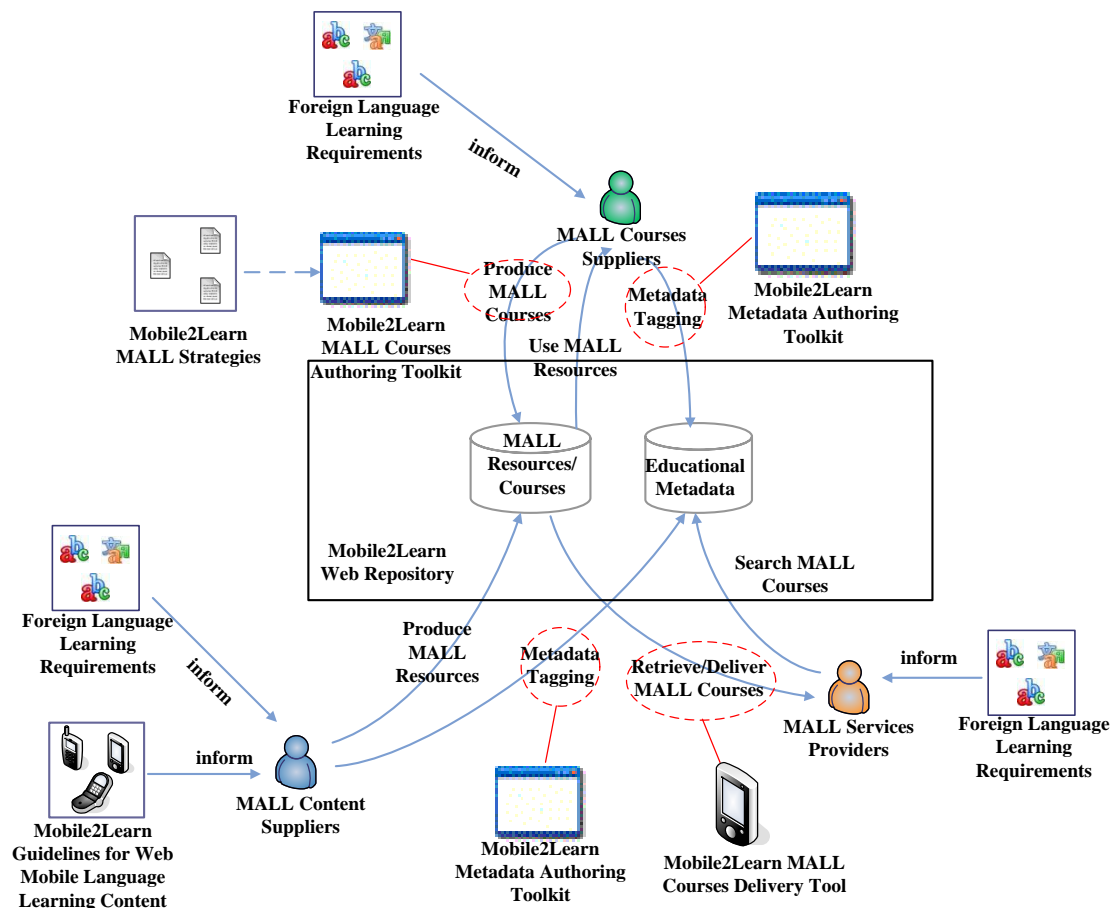 Foreign Language
Learning
Requirements
inform
MALL Courses
Suppliers
Produce
MALL
Courses
Metadada
Tagging
Mobile2Learn
Metadata Authoring
Toolkit
Mobile2Learn
MALL Strategies
Mobile2Learn
MALL Courses
Authoring Toolkit
Use MALL
Resources
MALL
Resources/
Courses
Educational
Metadata
Mobile2Learn
Web Repository
Search MALL
Courses
Foreign Language
Learning
Requirements
inform
Produce
MALL
Resources
Metadata
Tagging
Retrieve/Deliver
MALL Courses
inform
MALL Services
Providers
Foreign Language
Learning
Requirements
inform
MALL Content
Suppliers
Mobile2Learn
Guidelines for Web
Mobile Language
Learning Content
Mobile2Learn
Metadata Authoring
Toolkit
Mobile2Learn MALL
Courses Delivery Tool